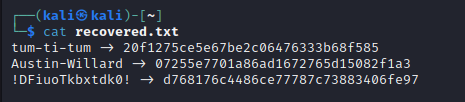 ┌──(kali㉿kali)-[~]
└─$ cat recovered.txt
tum-ti-tum → 20f1275ce5e67be2c06476333b68f585
Austin-Willard → 07255e7701a86ad1672765d15082f1a3
!DFiuoTkbxtdk0! → d768176c4486ce77787c73883406fe97